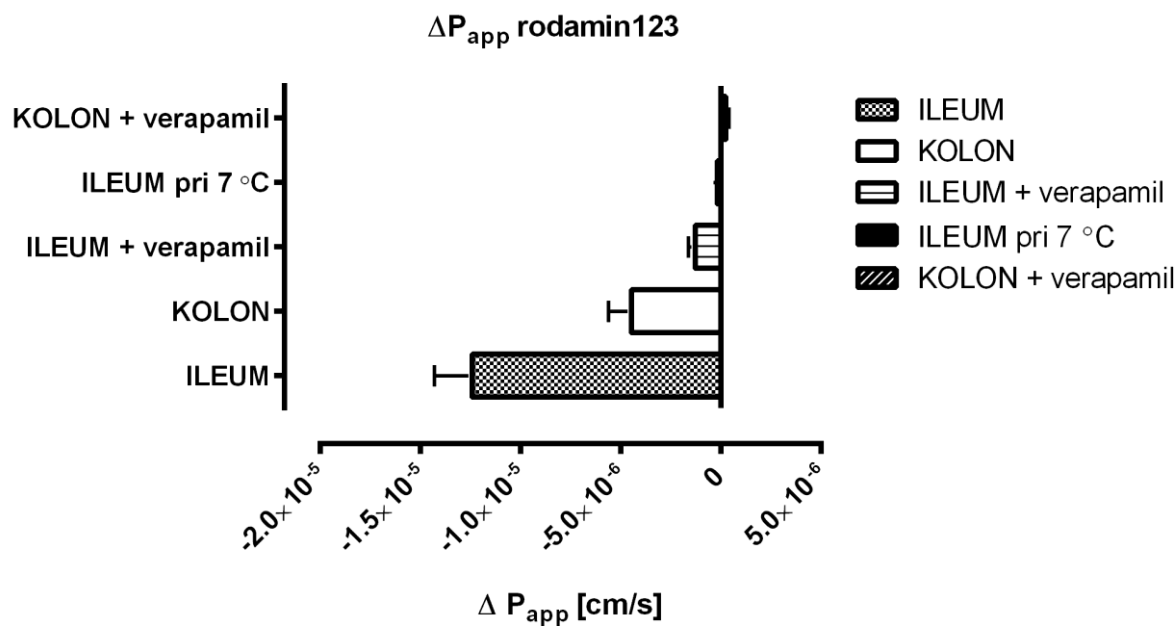 ΔPapp rodamin123
KOLON + verapamil
ILEUM pri 7 °C
ILEUM + verapamil
KOLON
ILEUM
ILEUM
KOLON
ILEUM + verapamil
ILEUM pri 7 °C
KOLON + verapamil
-2.0×10-5
-1.5×10-5
-1.0×10-5
-5.0×10-6
0
5.0×10-6
Δ Papp [cm/s]